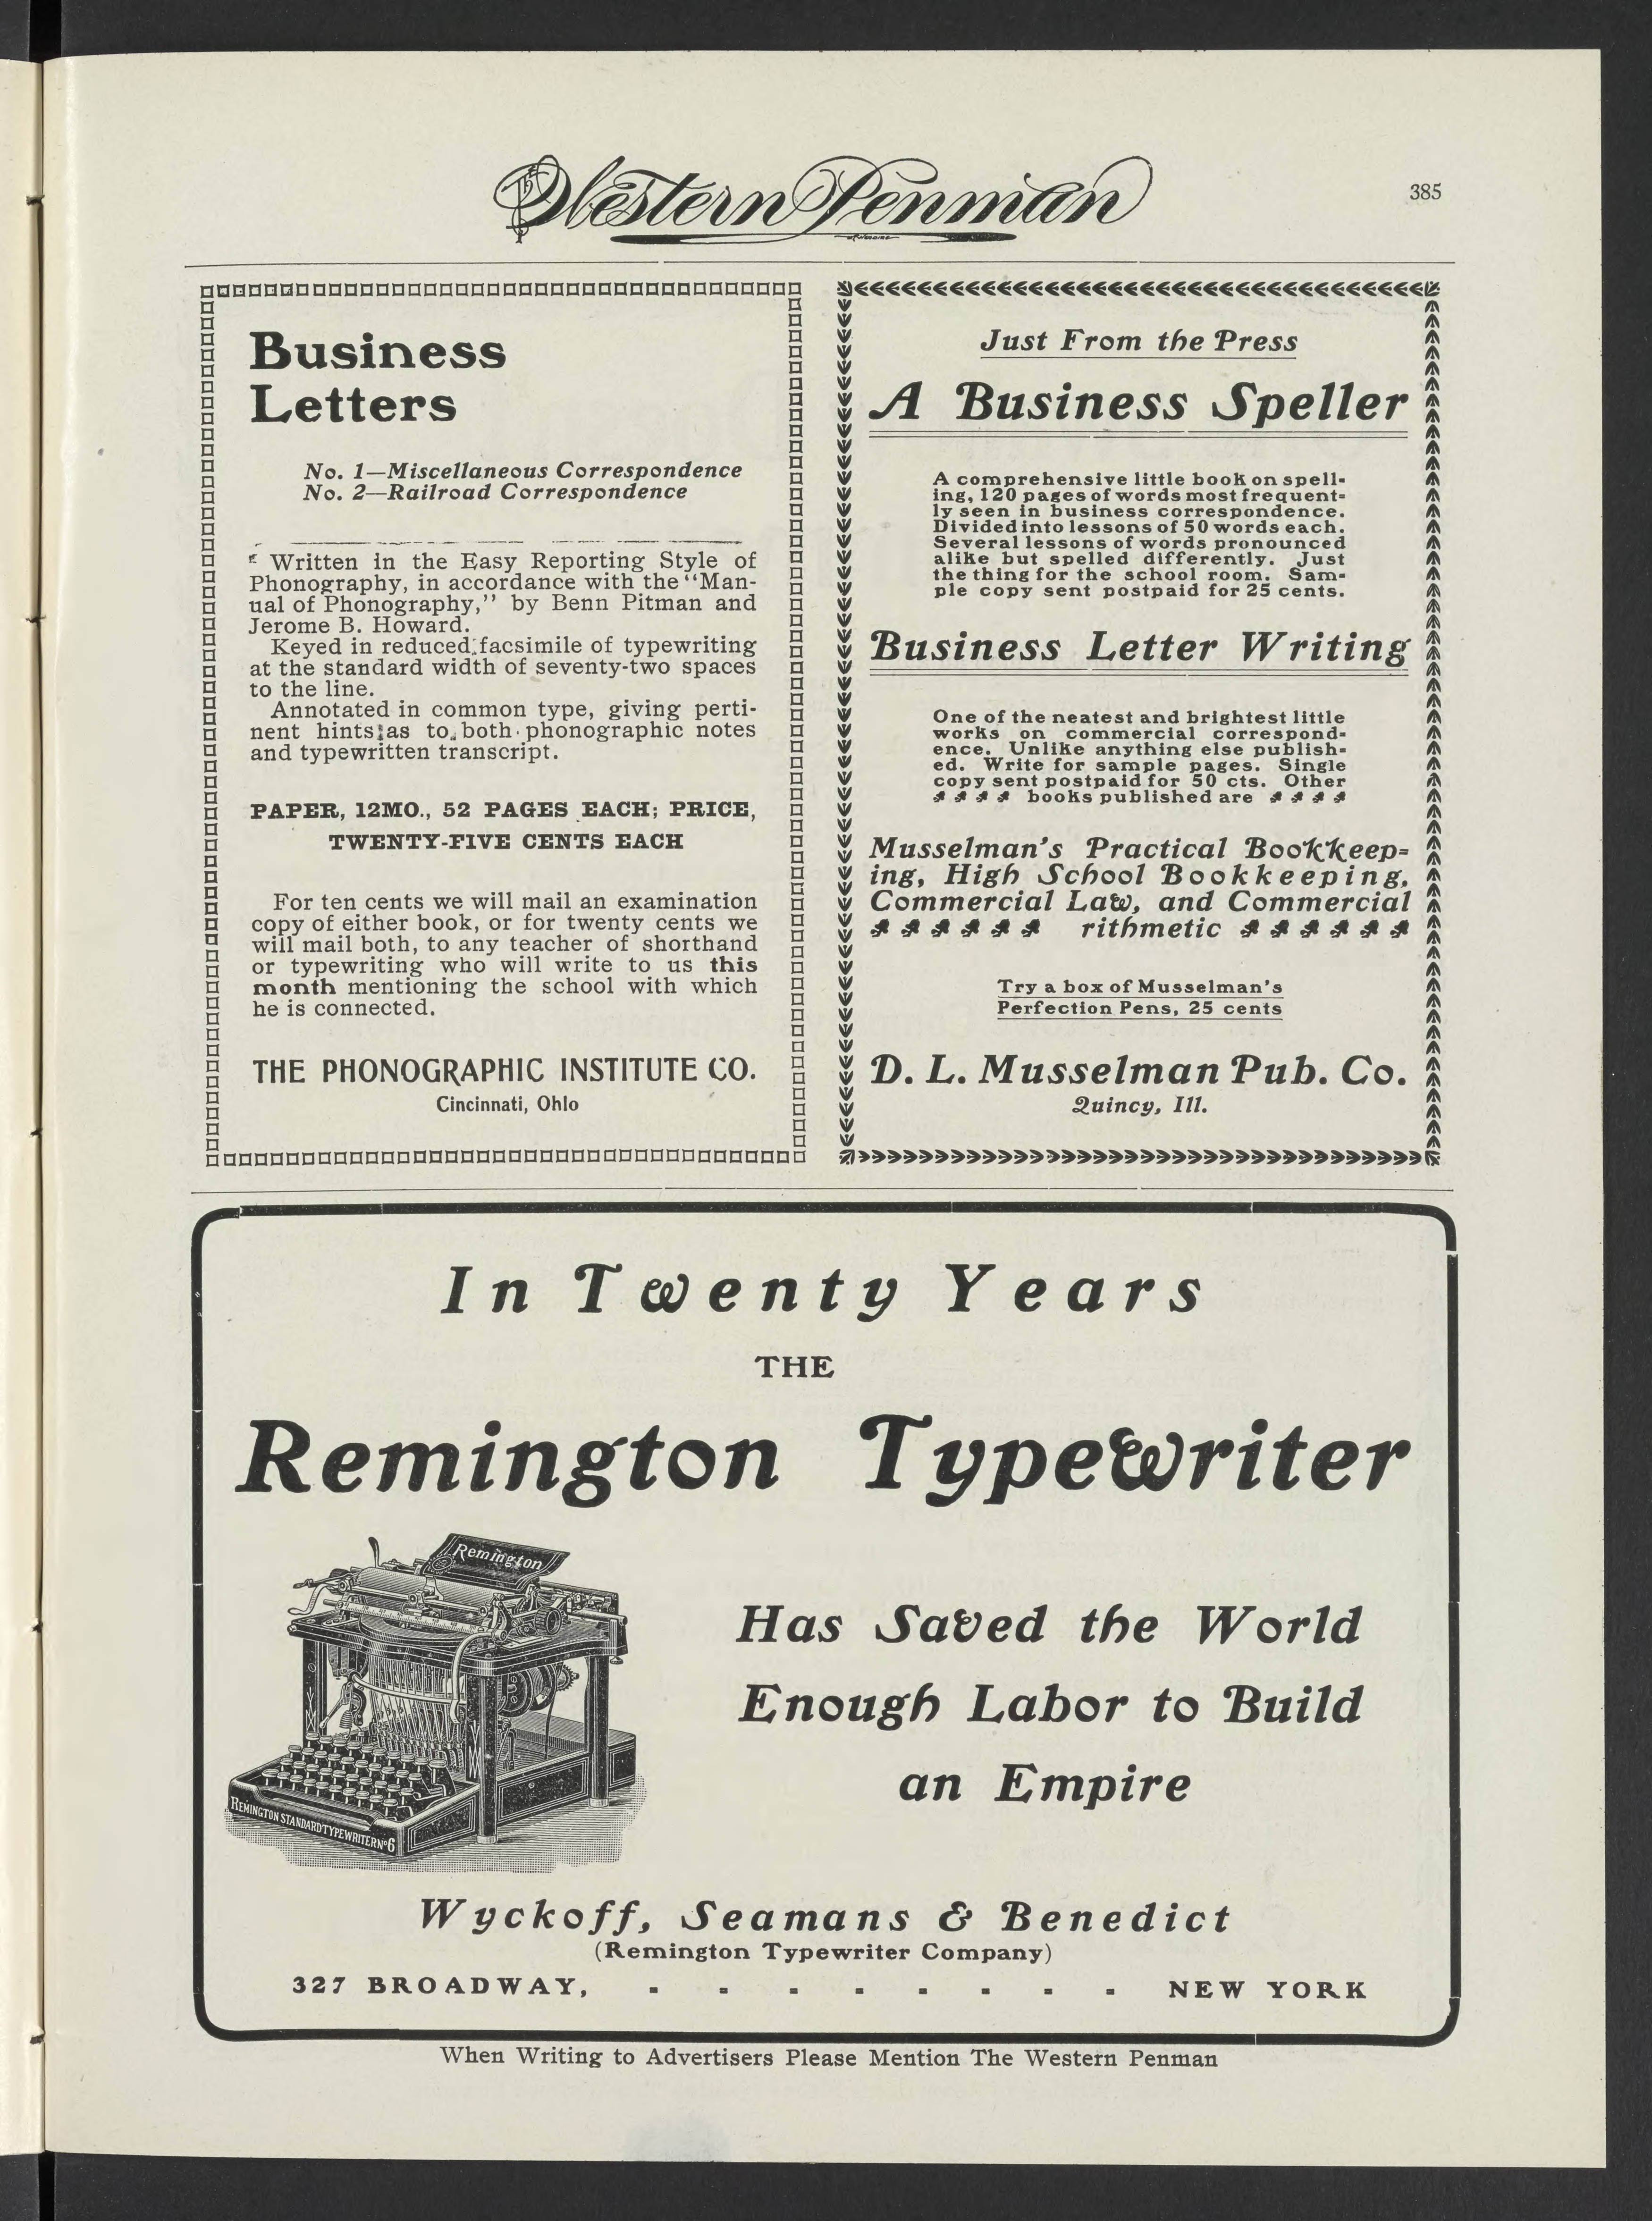 The Western Penman
385
Business
Letters
No. 1—Miscellaneous Correspondence
No. 2—Railroad Correspondence
Written in the Easy Reporting Style of
Phonography, in accordance with the "Man-
ual of Phonography," by Benn Pitman and
Jerome B. Howard.
Keyed in reduced facsimile of typewriting
at the standard width of seventy-two spaces
to the line.
Annotated in common type, giving perti-
nent hints as to both phonographic notes
and typewritten transcript.
PAPER, 12MO., 52 PAGES EACH; PRICE,
TWENTY-FIVE CENTS EACH
For ten cents we will mail an examination
copy of either book, or for twenty cents we
will mail both, to any teacher of shorthand
or typewriting who will write to us this
month mentioning the school with which
he is connected.
THE PHONOGRAPHIC INSTITUTE CO.
Cincinnati, Ohio
Just From the Press
A Business Speller
A comprehensive little book on spell-
ing, 120 pages of words most frequent-
ly seen in business correspondence.
Divided into lessons of 50 words each.
Several lessons of words pronounced
alike but spelled differently. Just
the thing for the school room. Sam-
ple copy sent postpaid for 25 cents.
Business Letter Writing
One of the neatest and brightest little
works on commercial correspond-
ence. Unlike anything else publish-
ed. Write for sample pages. Single
copy sent postpaid for 50 cts. Other
books published are
Musselman's Practical Bookkeep-
ing, High School Bookkeeping,
Commercial Law, and Commercial
rithmetic
Try a box of Musselman's
Perfection Pens, 25 cents
D. L. Musselman Pub. Co.
Quincy, Ill.
In Twenty Years
THE
Remington Typewriter
Remington
REMINGTON STANDARD TYPEWRITER Nº 6
Has Saved the World
Enough Labor to Build
an Empire
Wyckoff, Seamans & Benedict
(Remington Typewriter Company)
327 BROADWAY, - - - - - - - - NEW YORK
When Writing to Advertisers Please Mention The Western Penman